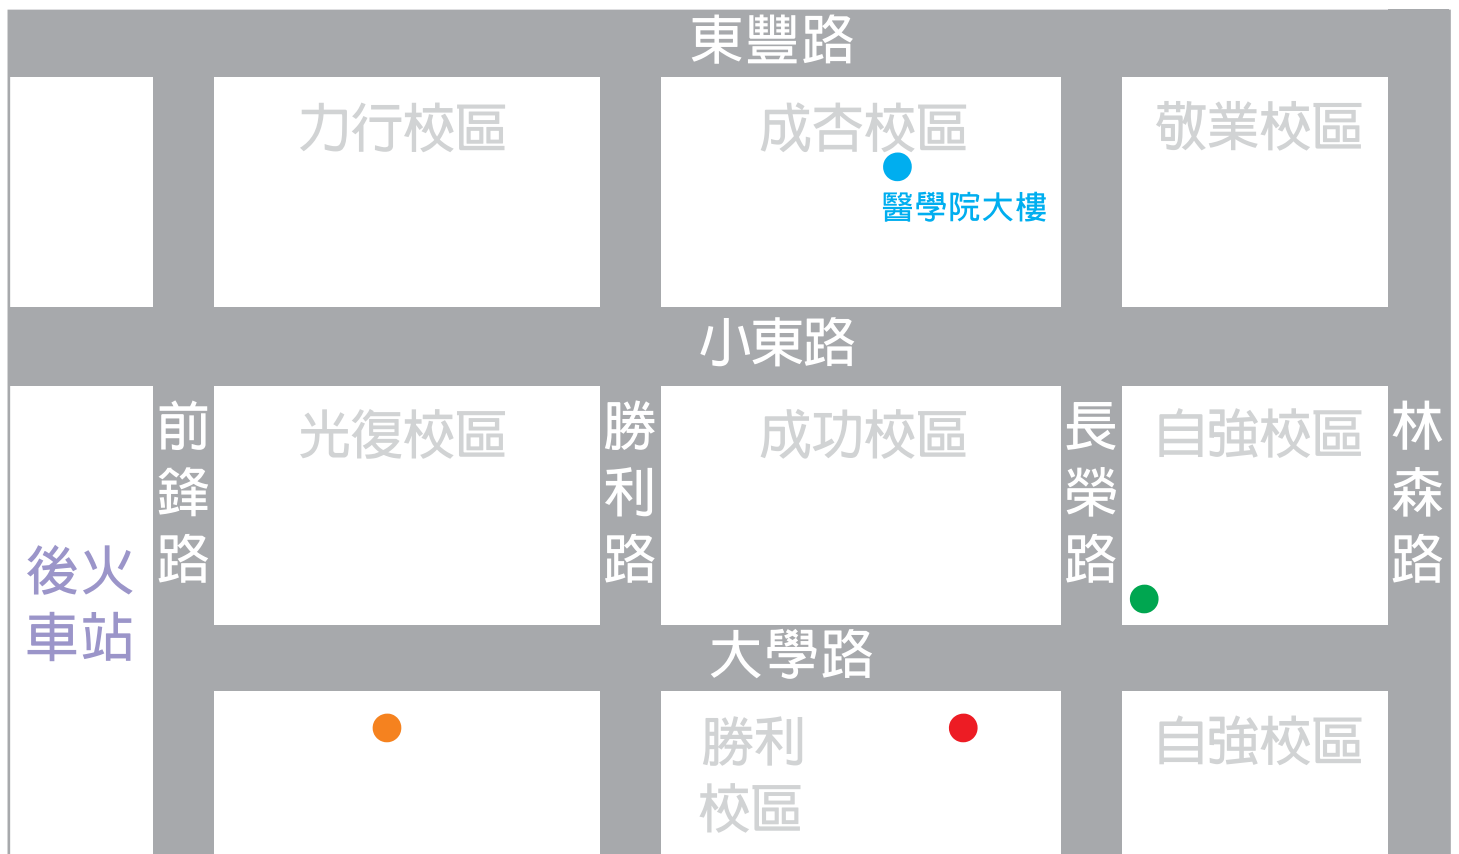 東豐路
力行校區
成杏校區
敬業校區
醫學院大樓
小東路
前鋒路
光復校區
勝利路
成功校區
長榮路
自強校區
林森路
後火
車站
大學路
勝利
校區
自強校區